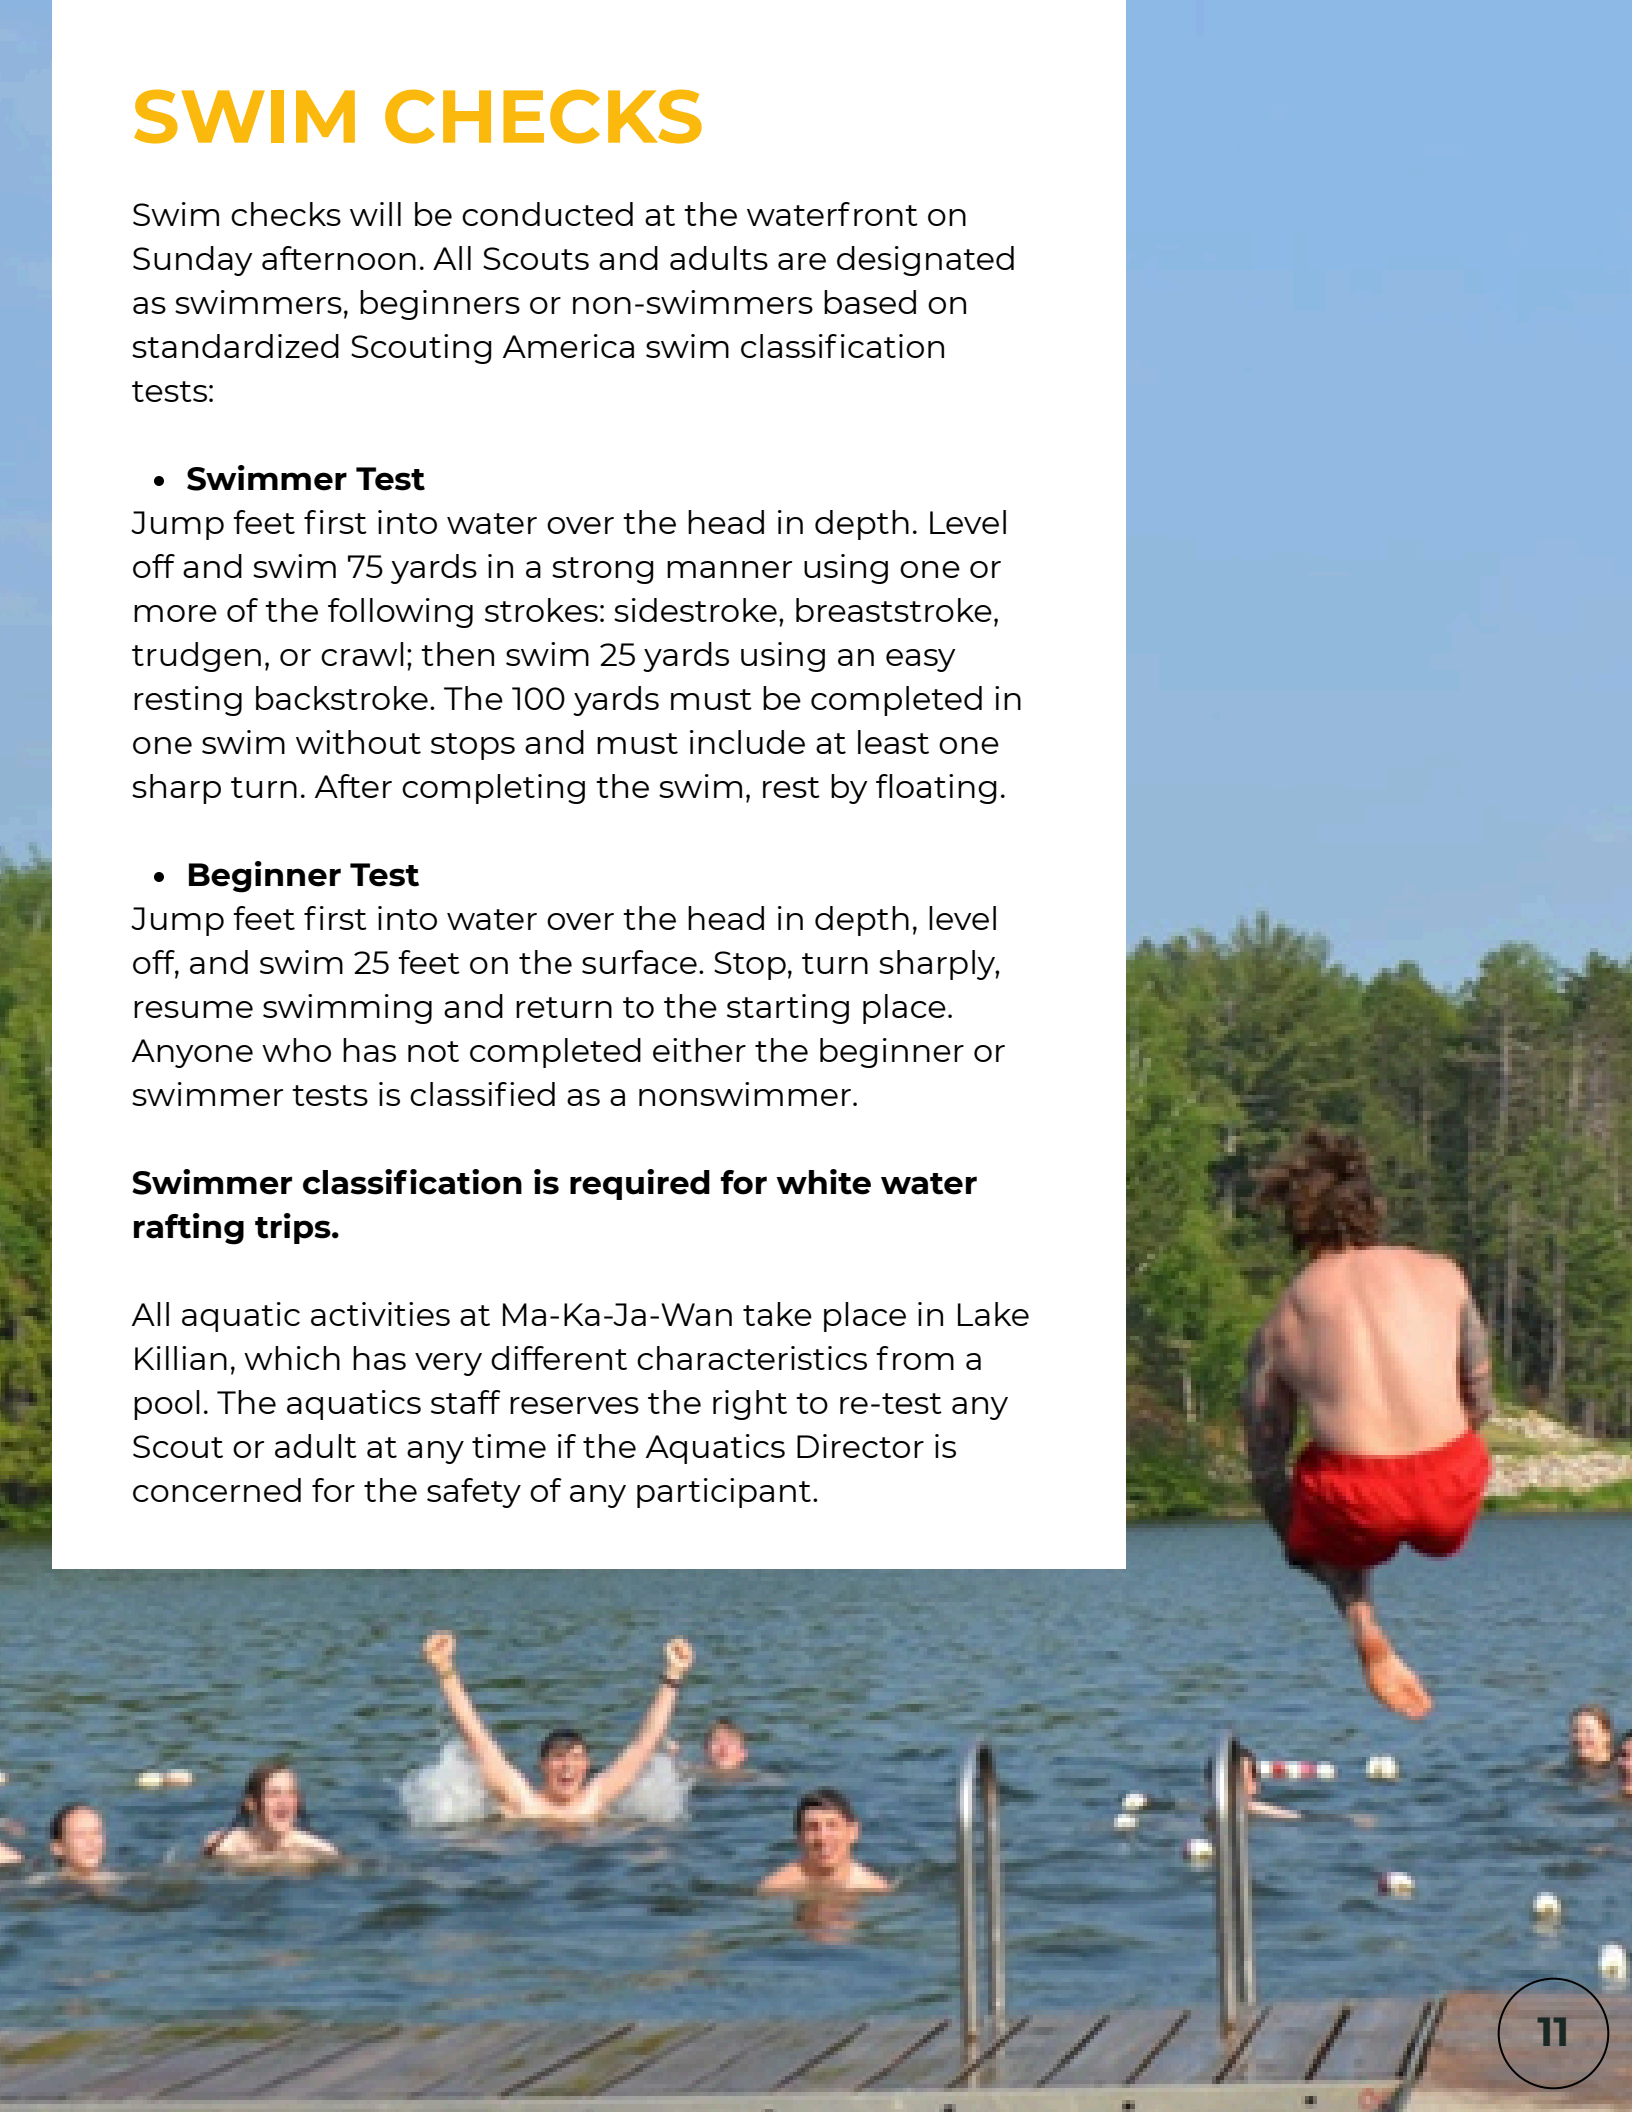 SWIM CHECKS
Swim checks will be conducted at the waterfront on
Sunday afternoon. All Scouts and adults are designated
as swimmers, beginners or non-swimmers based on
standardized Scouting America swim classification
tests:
• Swimmer Test
Jump feet first into water over the head in depth. Level
off and swim 75 yards in a strong manner using one or
more of the following strokes: sidestroke, breaststroke,
trudgen, or crawl; then swim 25 yards using an easy
resting backstroke. The 100 yards must be completed in
one swim without stops and must include at least one
sharp turn. After completing the swim, rest by floating.
• Beginner Test
Jump feet first into water over the head in depth, level
off, and swim 25 feet on the surface. Stop, turn sharply,
resume swimming and return to the starting place.
Anyone who has not completed either the beginner or
swimmer tests is classified as a nonswimmer.
Swimmer classification is required for white water
rafting trips.
All aquatic activities at Ma-Ka-Ja-Wan take place in Lake
Killian, which has very different characteristics from a
pool. The aquatics staff reserves the right to re-test any
Scout or adult at any time if the Aquatics Director is
concerned for the safety of any participant.
11